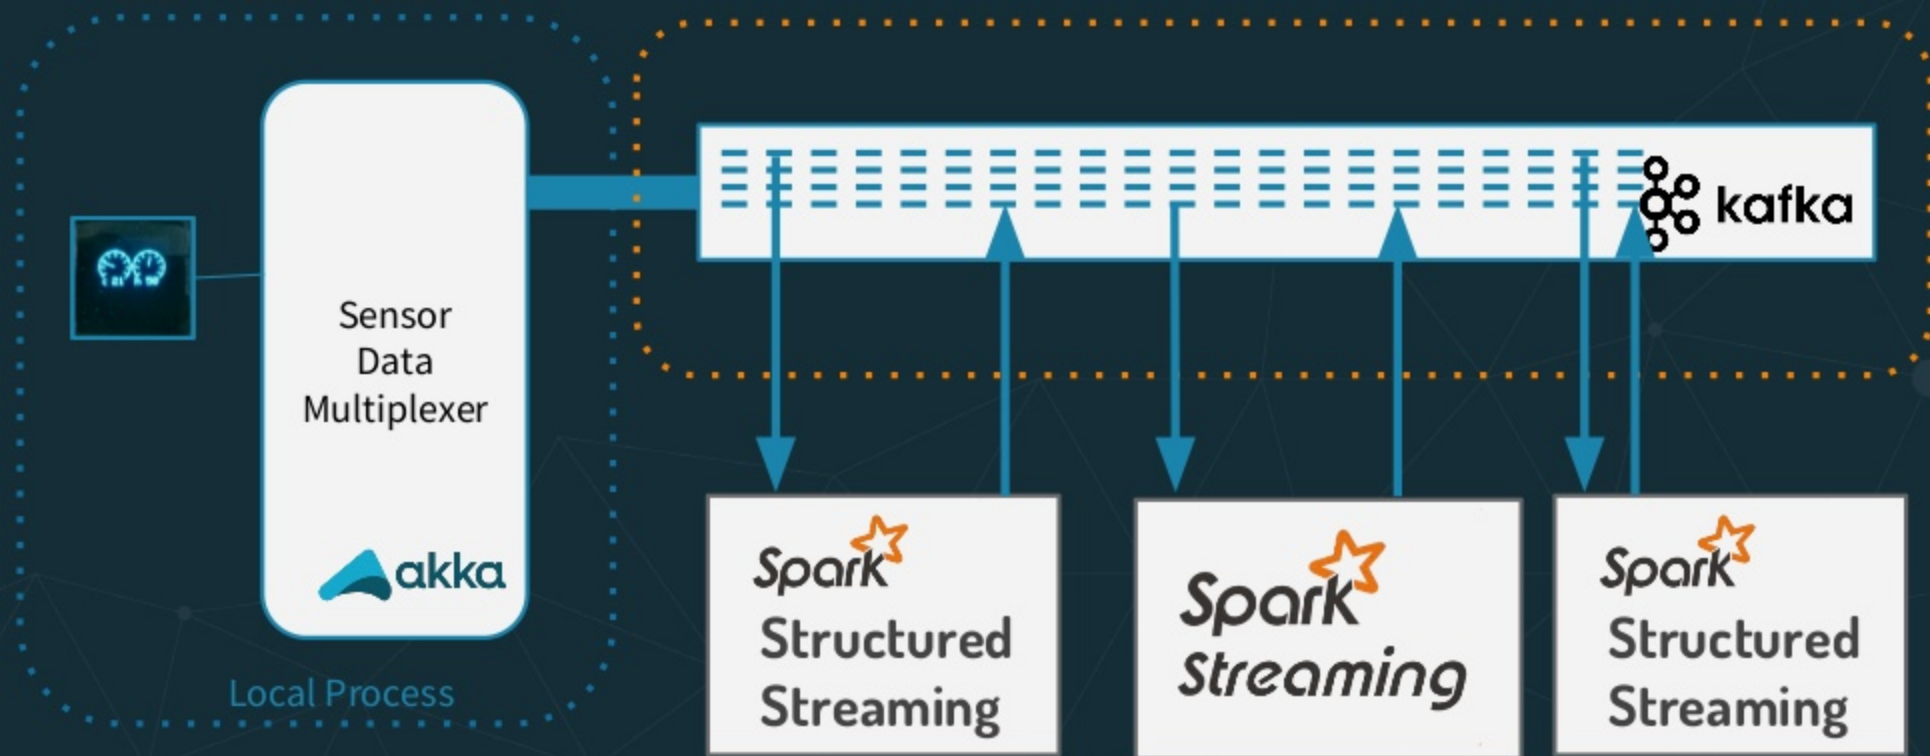 Sensor
Data
Multiplexer
akka
Local Process
kafka
Spark
Structured
Streaming
Spark
Streaming
Spark
Structured
Streaming